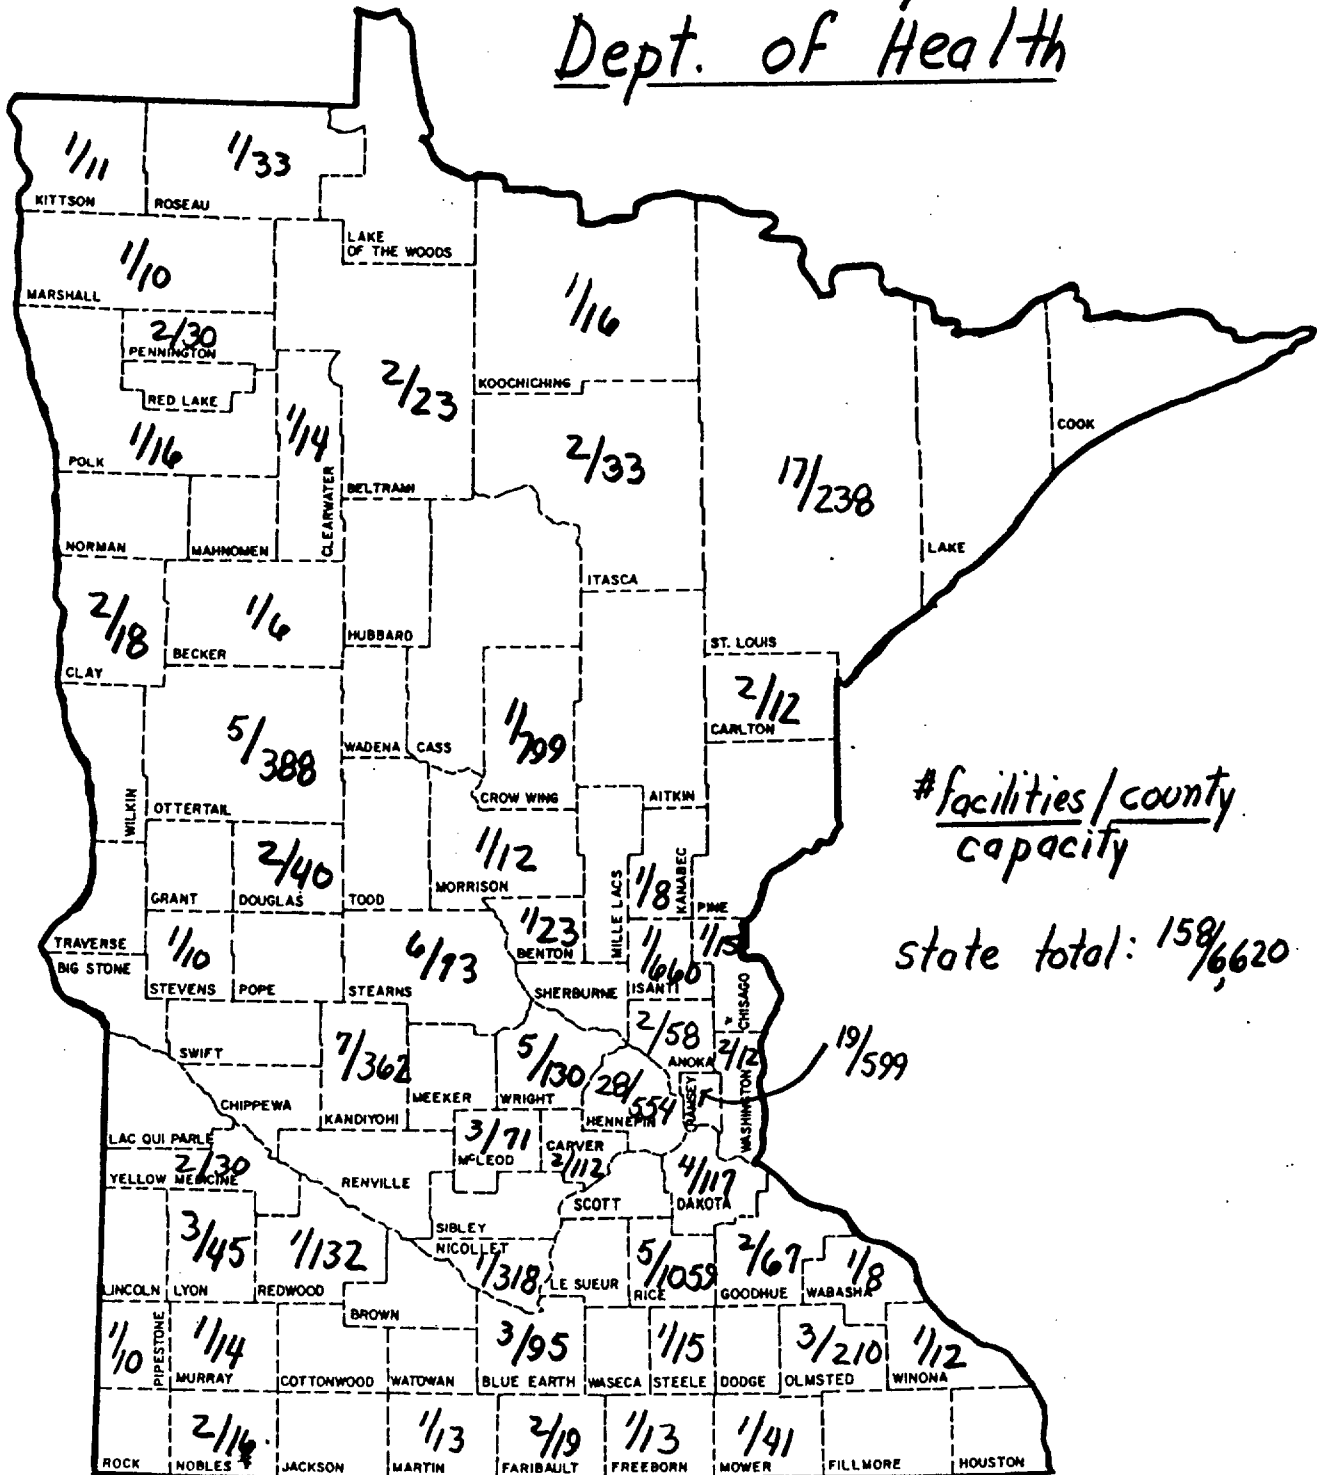 Dept. of Health
1/11
KITTSON
1/33
ROSEAU
LAKE
OF THE WOODS
1/10
MARSHALL
2/30
PENNINGTON
RED LAKE
1/16
POLK
1/14
CLEARWATER
2/23
BELTRAMI
1/16
KOOCHICHING
2/33
ITASCA
17/238
ST. LOUIS
LAKE
COOK
NORMAN
MAHNOMEN
2/18
CLAY
1/6
BECKER
HUBBARD
WADENA
CASS
1/799
CROW WING
AITKIN
2/12
CARLTON
WILKIN
5/388
OTTERTAIL
GRANT
2/40
DOUGLAS
TODD
1/12
MORRISON
MILLE LACS
1/8
KANABEC
PINE
#facilities/county
capacity
state total: 158/6,620
TRAVERSE
BIG STONE
1/10
STEVENS
POPE
6/93
STEARNS
1/23
BENTON
SHERBURNE
1/660
ISANTI
1/15
CHISAGO
SWIFT
7/362
KANDIYOHI
MEEKER
5/130
WRIGHT
2/58
ANOKA
28/554
HENNEPIN
RAMSEY
19/599
2/12
WASHINGTON
CHIPPEWA
LAC QUI PARLE
2/30
YELLOW MEDICINE
RENVILLE
3/71
McLEOD
CARVER
2/112
SCOTT
4/117
DAKOTA
SIBLEY
NICOLLET
1/318
LINCOLN
3/45
LYON
1/132
REDWOOD
BROWN
LE SUEUR
5/1059
RICE
2/67
GOODHUE
1/8
WABASHA
1/10
PIPESTONE
1/14
MURRAY
COTTONWOOD
WATOWAN
3/95
BLUE EARTH
WASECA
1/15
STEELE
DODGE
3/210
OLMSTED
1/12
WINONA
ROCK
2/16
NOBLES
JACKSON
1/13
MARTIN
2/19
FARIBAULT
1/13
FREEBORN
1/41
MOWER
FILLMORE
HOUSTON